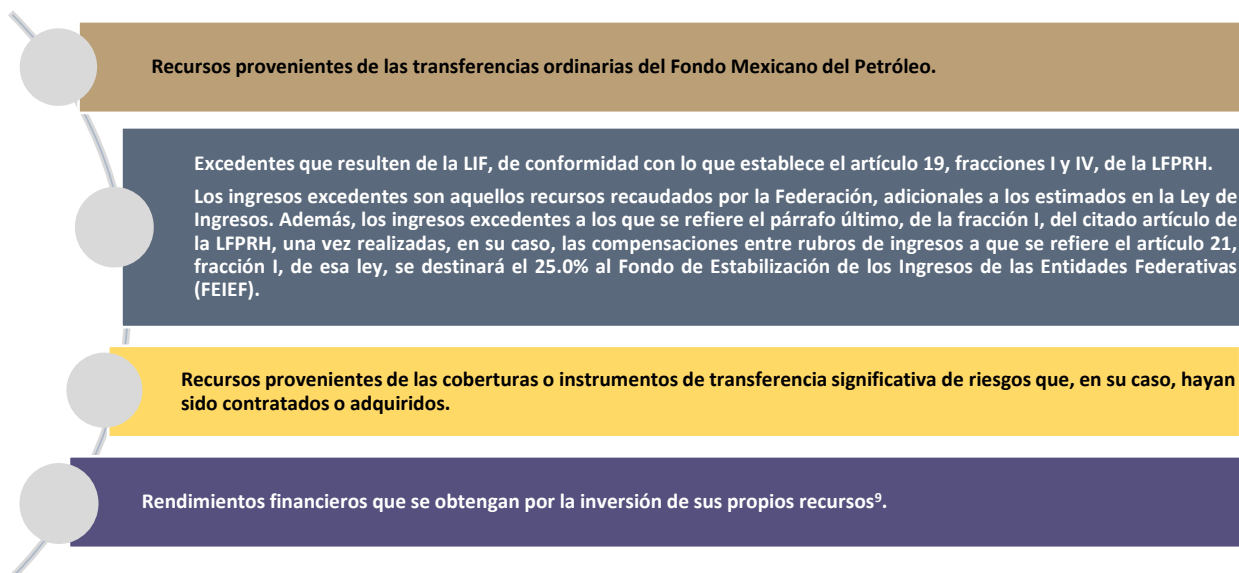 Recursos provenientes de las transferencias ordinarias del Fondo Mexicano del Petróleo.
Excedentes que resulten de la LIF, de conformidad con lo que establece el artículo 19, fracciones I y IV, de la LFPRH.
Los ingresos excedentes son aquellos recursos recaudados por la Federación, adicionales a los estimados en la Ley de
Ingresos. Además, los ingresos excedentes a los que se refiere el párrafo último, de la fracción I, del citado artículo de
la LFPRH, una vez realizadas, en su caso, las compensaciones entre rubros de ingresos a que se refiere el artículo 21,
fracción I, de esa ley, se destinará el 25.0% al Fondo de Estabilización de los Ingresos de las Entidades Federativas
(FEIEF).
Recursos provenientes de las coberturas o instrumentos de transferencia significativa de riesgos que, en su caso, hayan
sido contratados o adquiridos.
Rendimientos financieros que se obtengan por la inversión de sus propios recursos⁹.